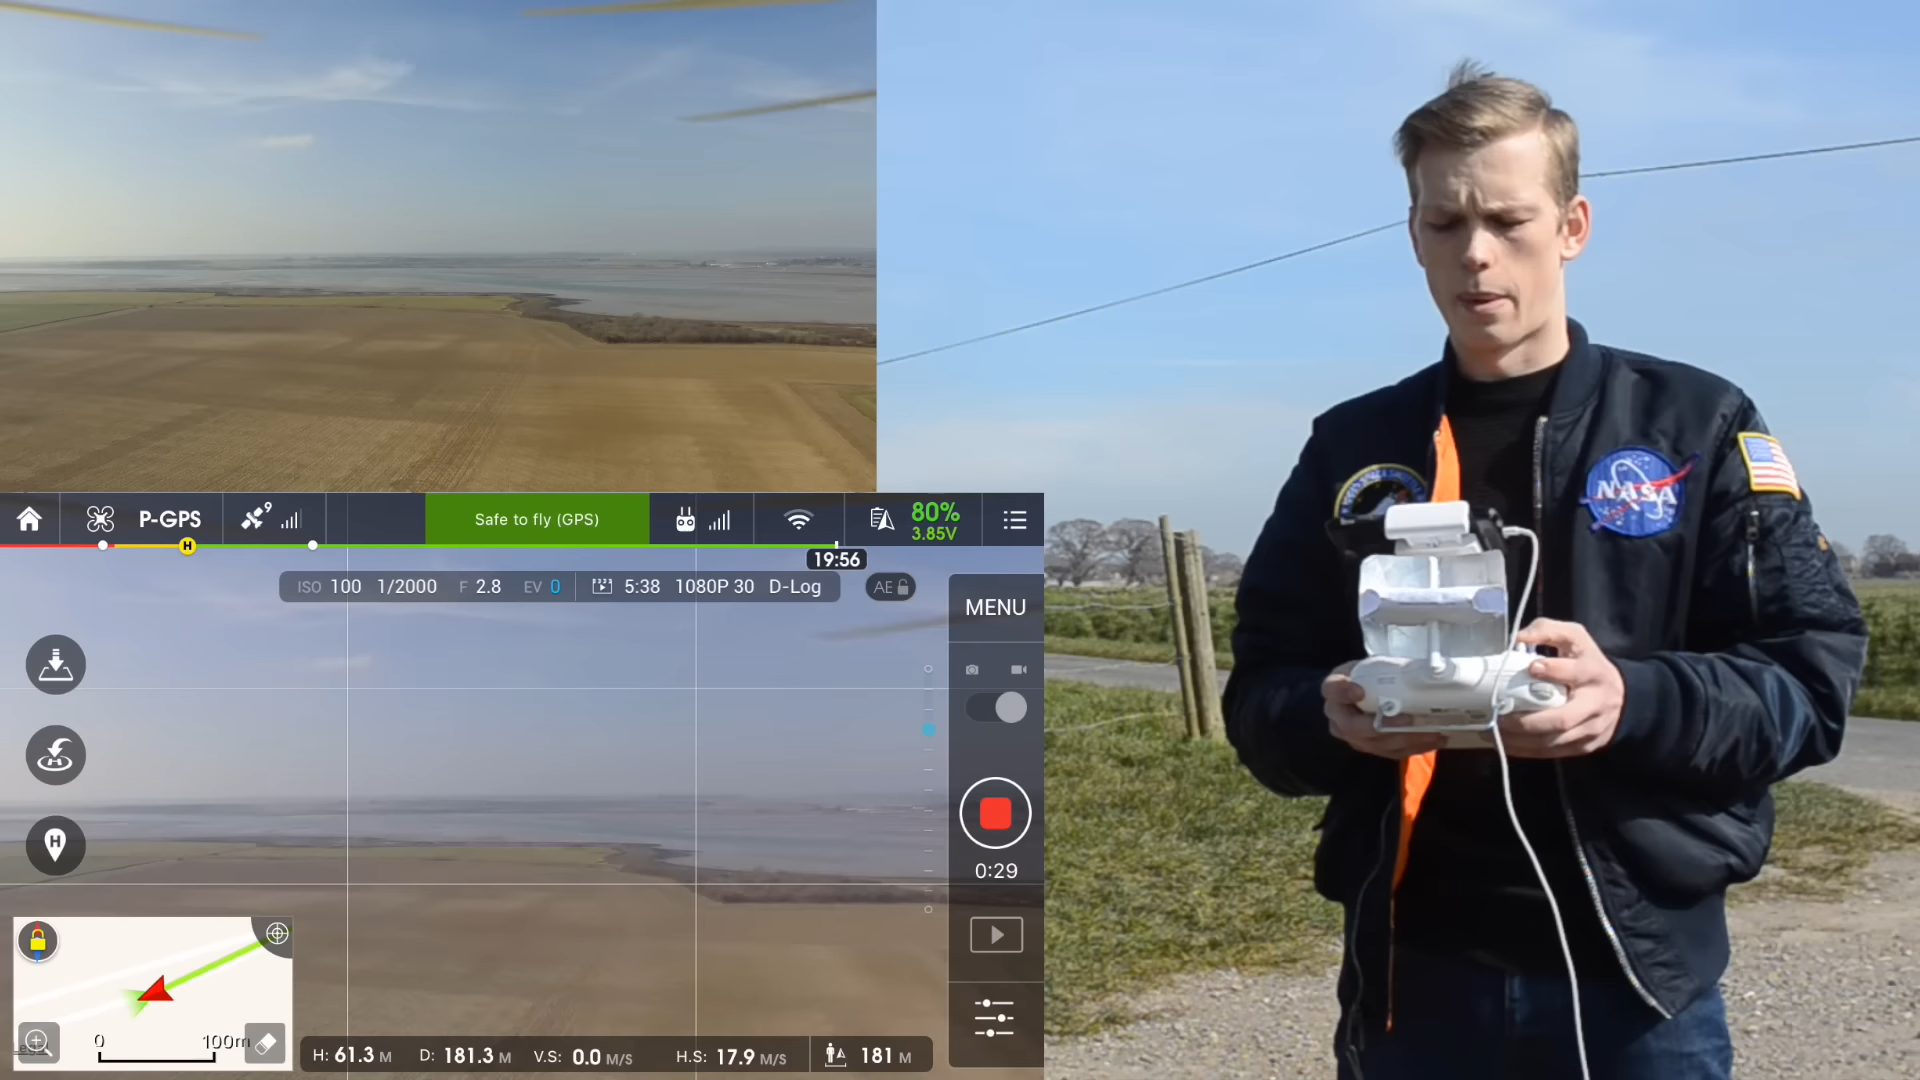 P-GPS
9
Safe to fly (GPS)
80%
3.85V
H
19:56
ISO 100 1/2000 F 2.8 EV 0 5:38 1080P 30 D-Log
AE
MENU
H
H
0:29
0 100m
H: 61.3 M D: 181.3 M V.S: 0.0 M/S H.S: 17.9 M/S 181 M
NASA